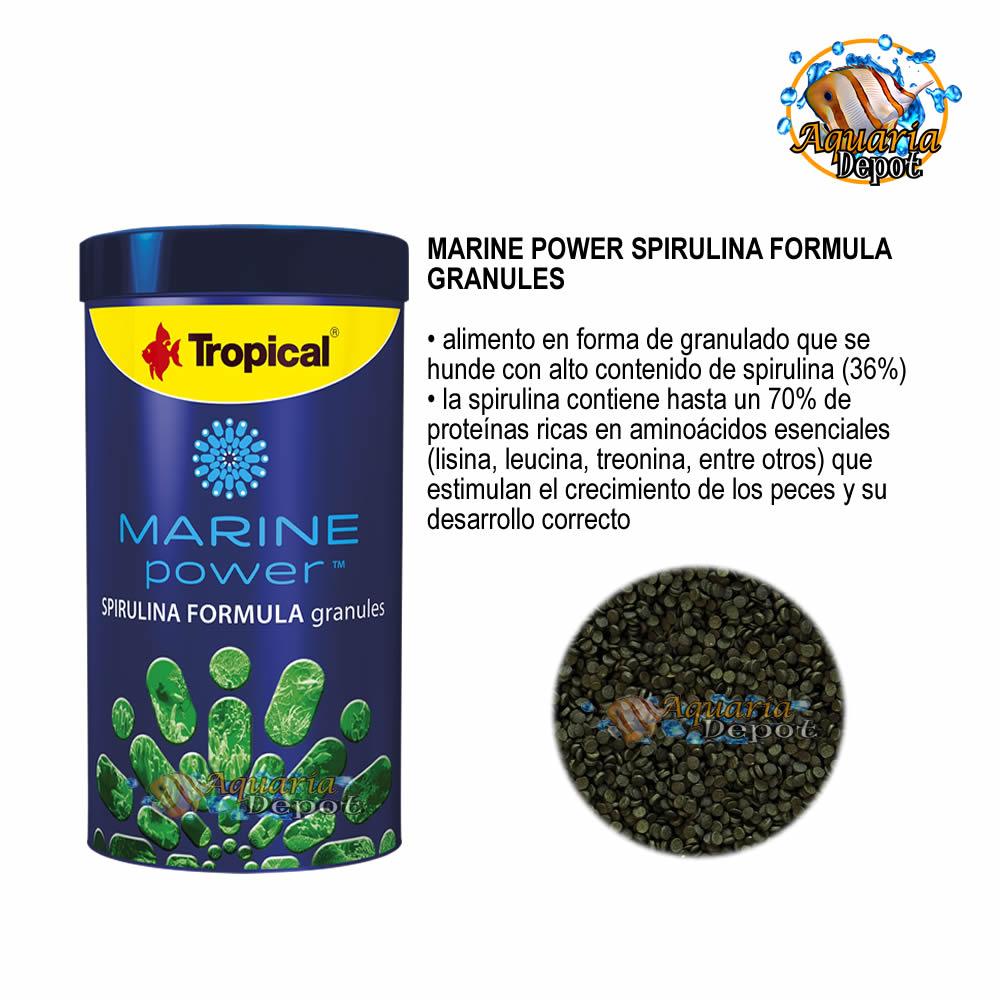 Aquaria
Depot
MARINE POWER SPIRULINA FORMULA
GRANULES
• alimento en forma de granulado que se
hunde con alto contenido de spirulina (36%)
• la spirulina contiene hasta un 70% de
proteínas ricas en aminoácidos esenciales
(lisina, leucina, treonina, entre otros) que
estimulan el crecimiento de los peces y su
desarrollo correcto
Tropical®
MARINE
power™
SPIRULINA FORMULA granules
Aquaria
Depot
Aquaria
Depot